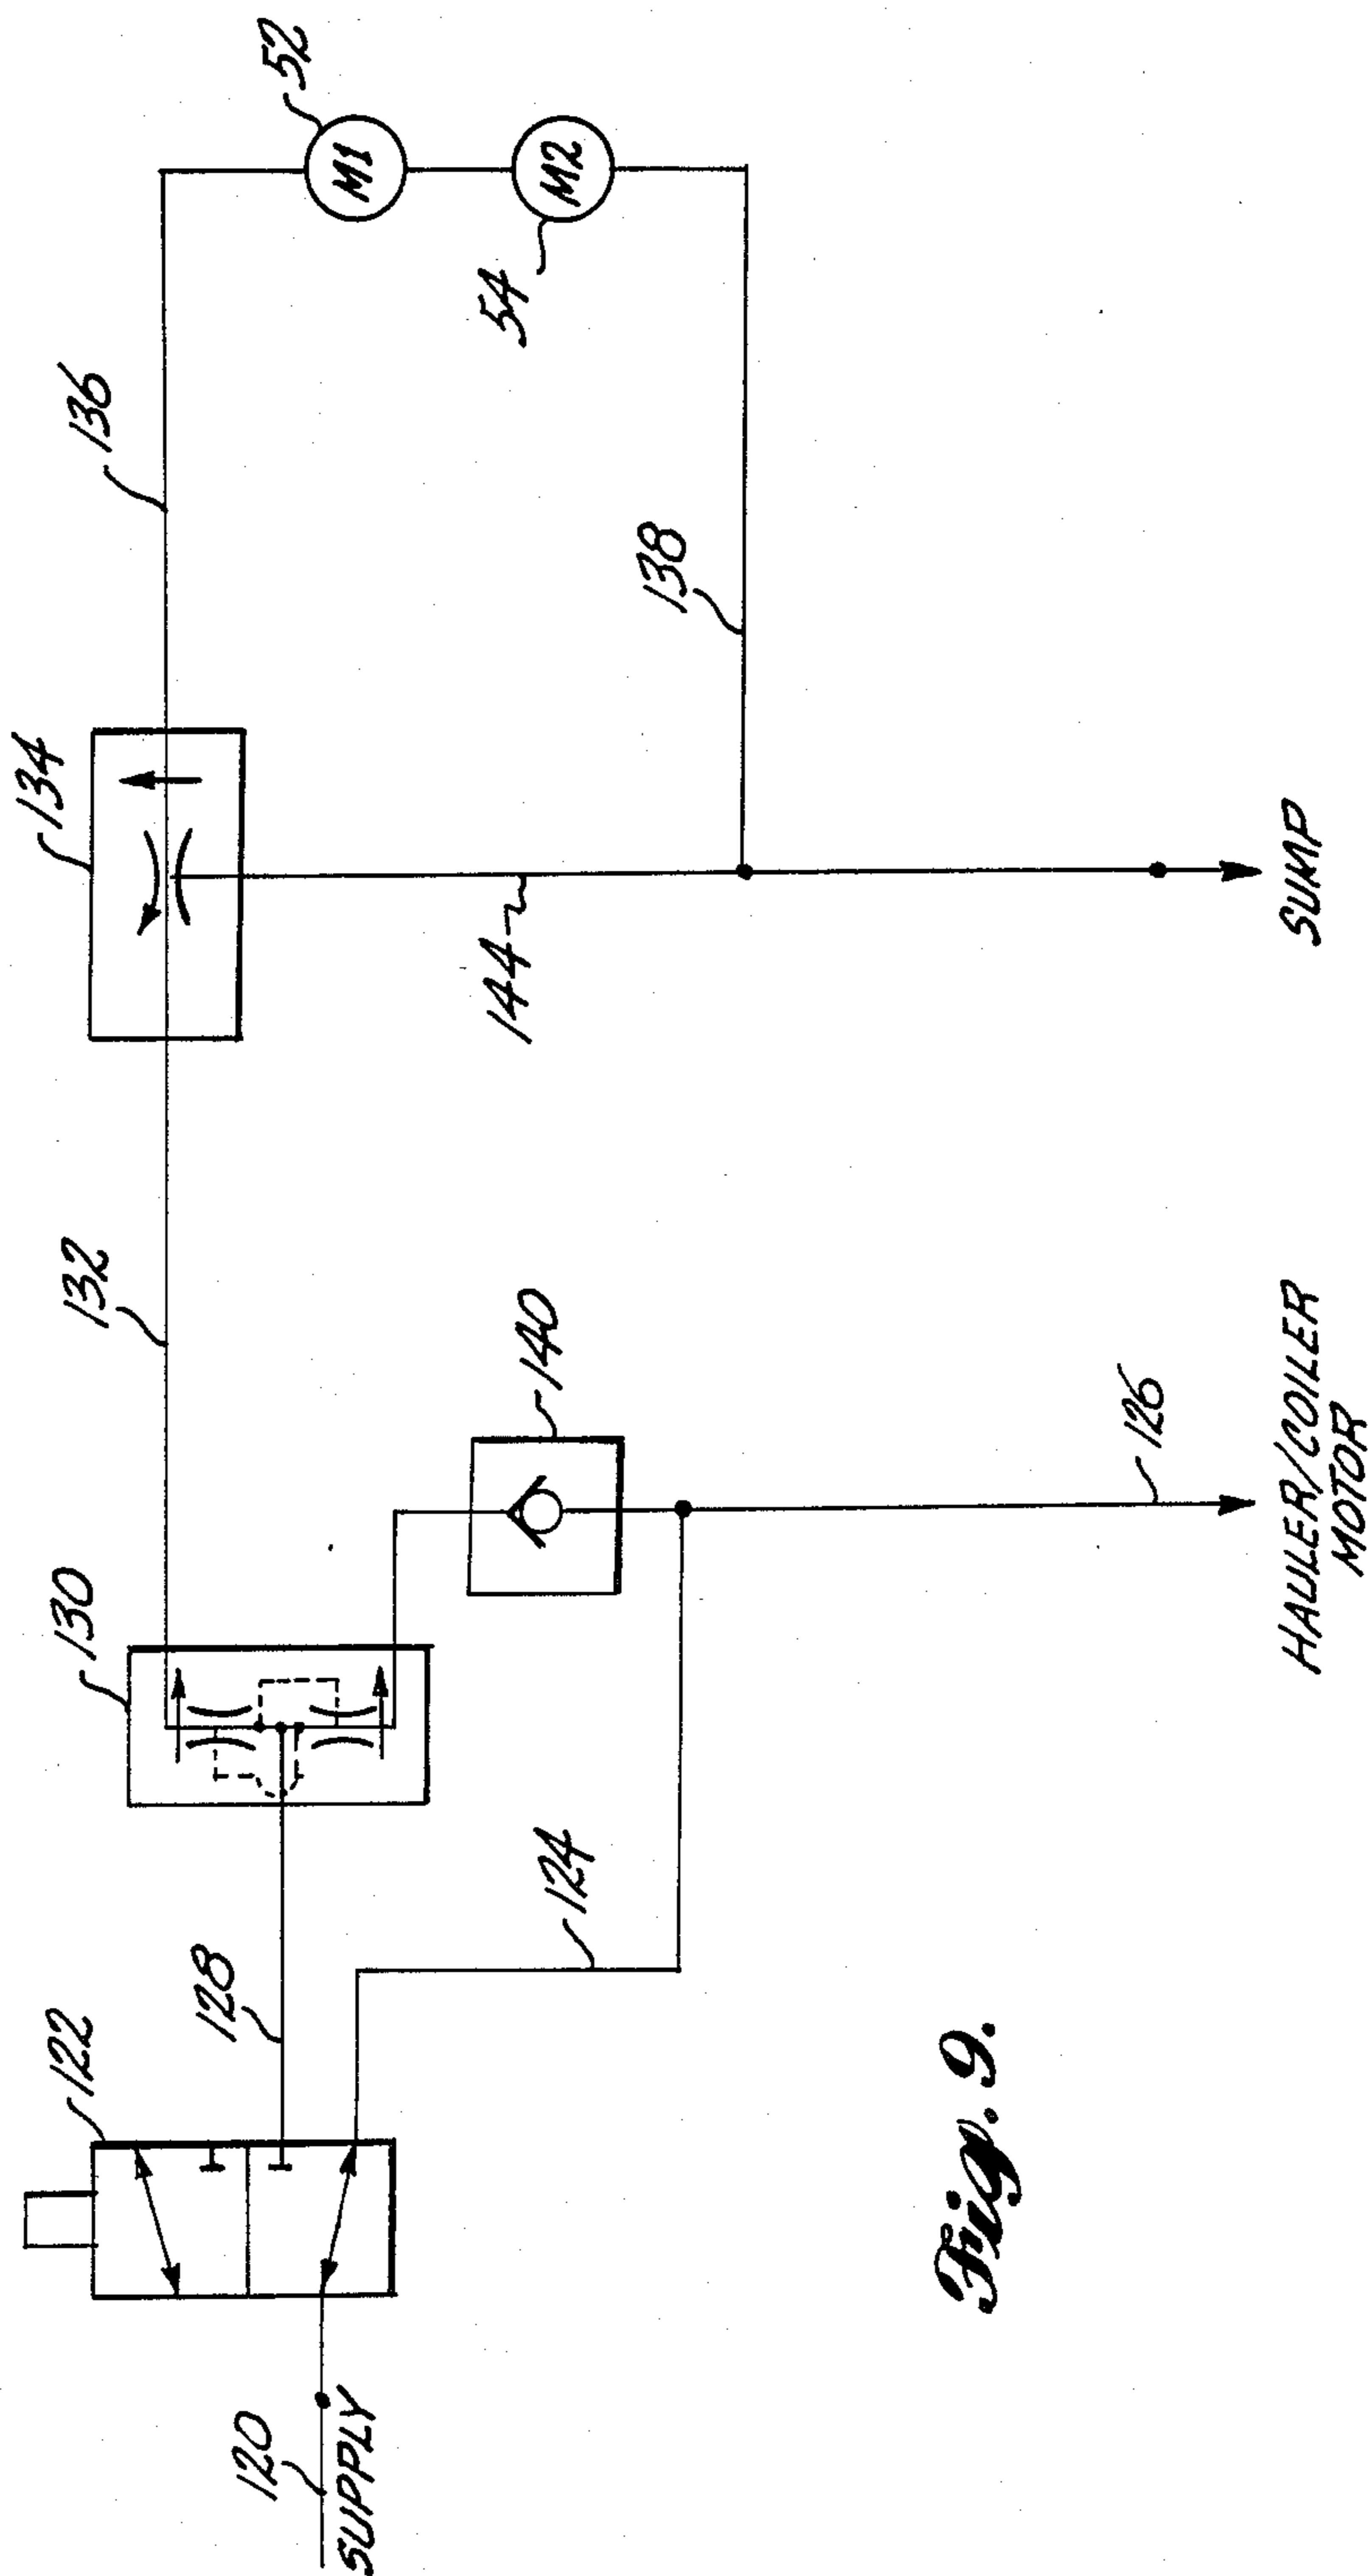 122
128
130
132
134
136
52
M1
M2
54
138
144
140
124
126
120
SUPPLY
HAULER/COILER
MOTOR
SUMP
Fig. 9.